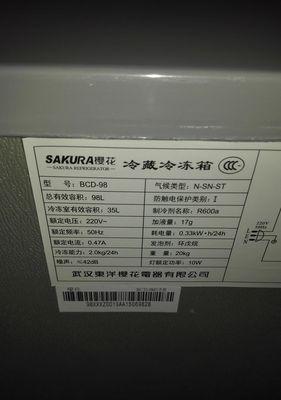 SAKURA樱花 冷藏冷冻箱
SAKURA REFRIGERATOR
型号： BCD-98 气候类型： N-SN-ST
总有效容积： 98L 防触电保护类别： I
冷冻室有效容积： 35L 制冷剂名称： R600a
额定电压： 220V~ 加液量： 17g
额定频率： 50Hz 耗电量： 0.33kW·h/24h
额定电流： 0.47A 发泡剂： 环戊烷
冷冻能力： 2.0kg/24h 重量： 20kg
噪声： ≤42dB 灯额定功率： 10W
220V
50Hz
L
E
N
武汉東洋樱花電器有限公司